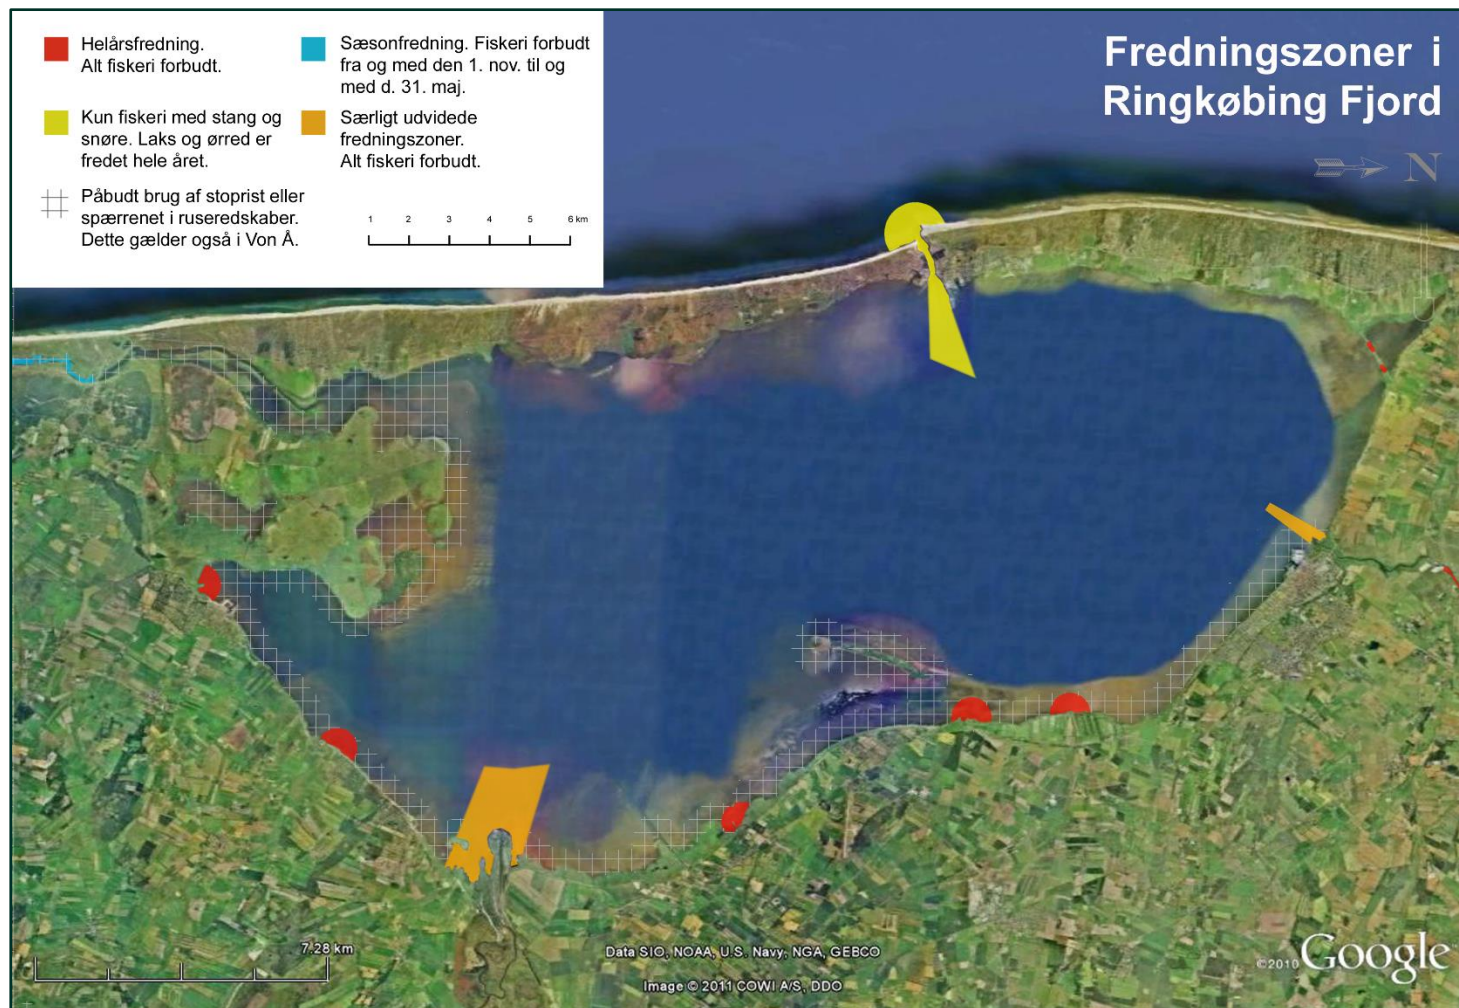 Helårsfredning.
Alt fiskeri forbudt.
Sæsonfredning. Fiskeri forbudt
fra og med den 1. nov. til og
med d. 31. maj.
Kun fiskeri med stang og
snøre. Laks og ørred er
fredet hele året.
Særligt udvidede
fredningszoner.
Alt fiskeri forbudt.
Påbudt brug af stoprist eller
spærrenet i ruseredskaber.
Dette gælder også i Von Å.
1 2 3 4 5 6 km
Fredningszoner i
Ringkøbing Fjord
N
7.28 km
Data SIO, NOAA, U.S. Navy, NGA, GEBCO
Image © 2011 COWI A/S, DDO
©2010 Google